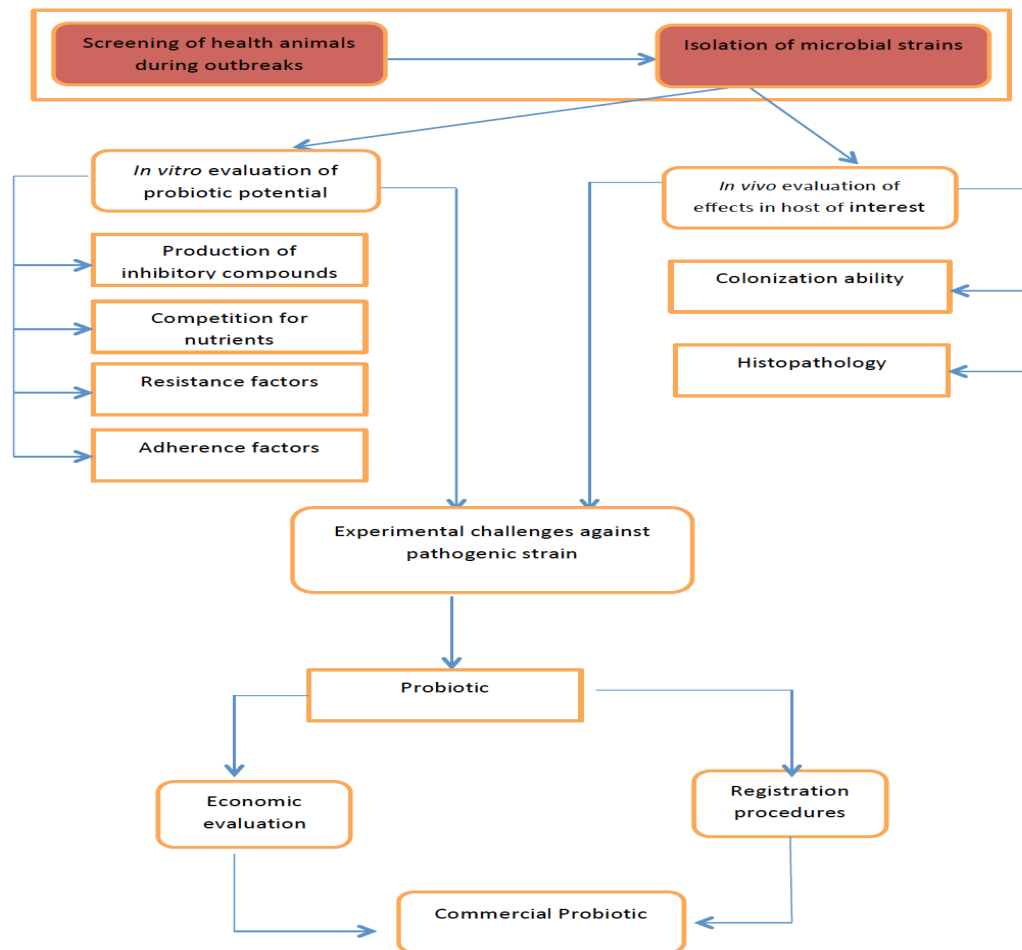 Screening of health animals
during outbreaks
Isolation of microbial strains
In vitro evaluation of
probiotic potential
In vivo evaluation of
effects in host of interest
Production of
inhibitory compounds
Colonization ability
Competition for
nutrients
Histopathology
Resistance factors
Adherence factors
Experimental challenges against
pathogenic strain
Probiotic
Economic
evaluation
Registration
procedures
Commercial Probiotic